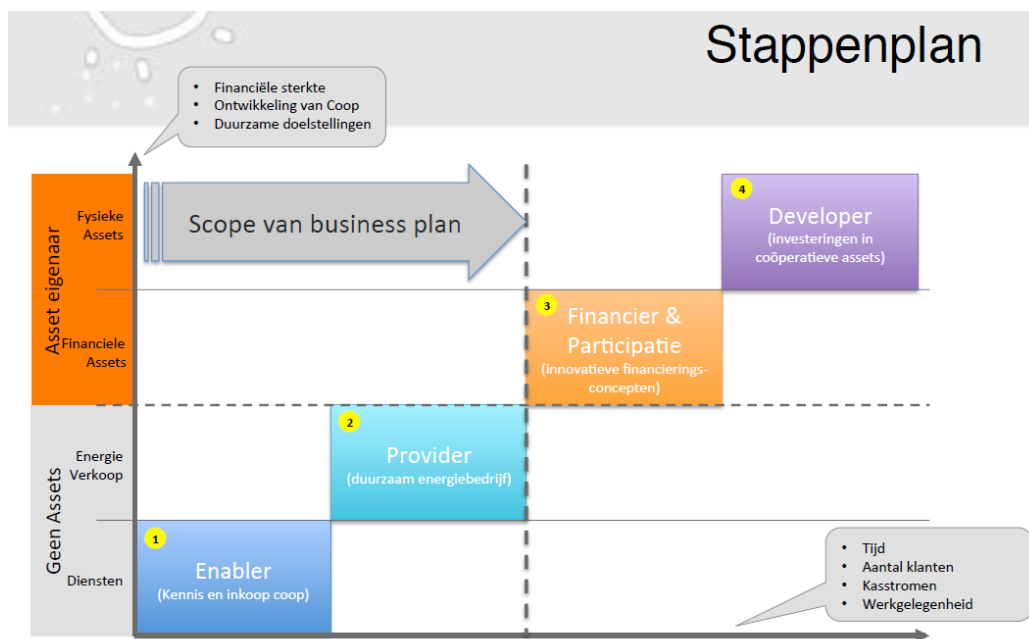 Stappenplan
• Financiële sterkte
• Ontwikkeling van Coop
• Duurzame doelstellingen
Asset eigenaar
Fysieke
Assets
Scope van business plan
4
Developer
(investeringen in
coöperatieve assets)
Financiele
Assets
3
Financier &
Participatie
(innovatieve financierings-
concepten)
Geen Assets
Energie
Verkoop
2
Provider
(duurzaam energiebedrijf)
Diensten
1
Enabler
(Kennis en inkoop coop)
• Tijd
• Aantal klanten
• Kasstromen
• Werkgelegenheid